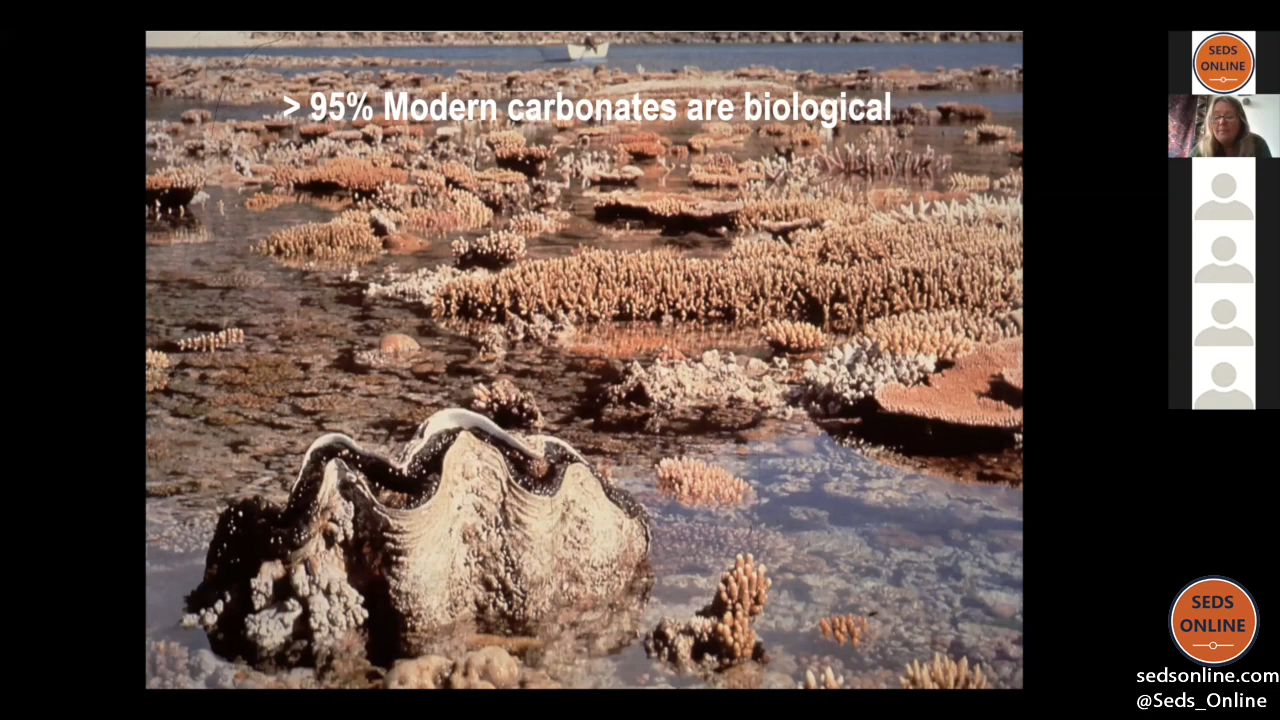 > 95% Modern carbonates are biological
SEDS
ONLINE
SEDS
ONLINE
sedsonline.com
@Seds_Online